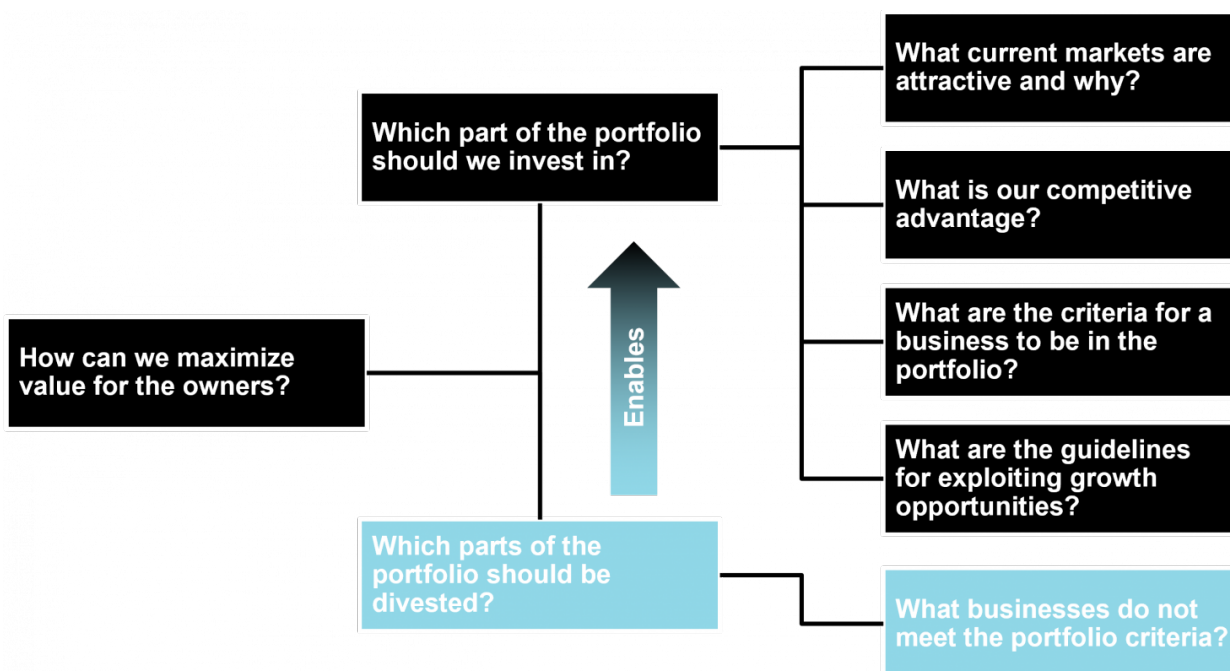 How can we maximize
value for the owners?
Which part of the portfolio
should we invest in?
Enables
Which parts of the
portfolio should be
divested?
What current markets are
attractive and why?
What is our competitive
advantage?
What are the criteria for a
business to be in the
portfolio?
What are the guidelines
for exploiting growth
opportunities?
What businesses do not
meet the portfolio criteria?